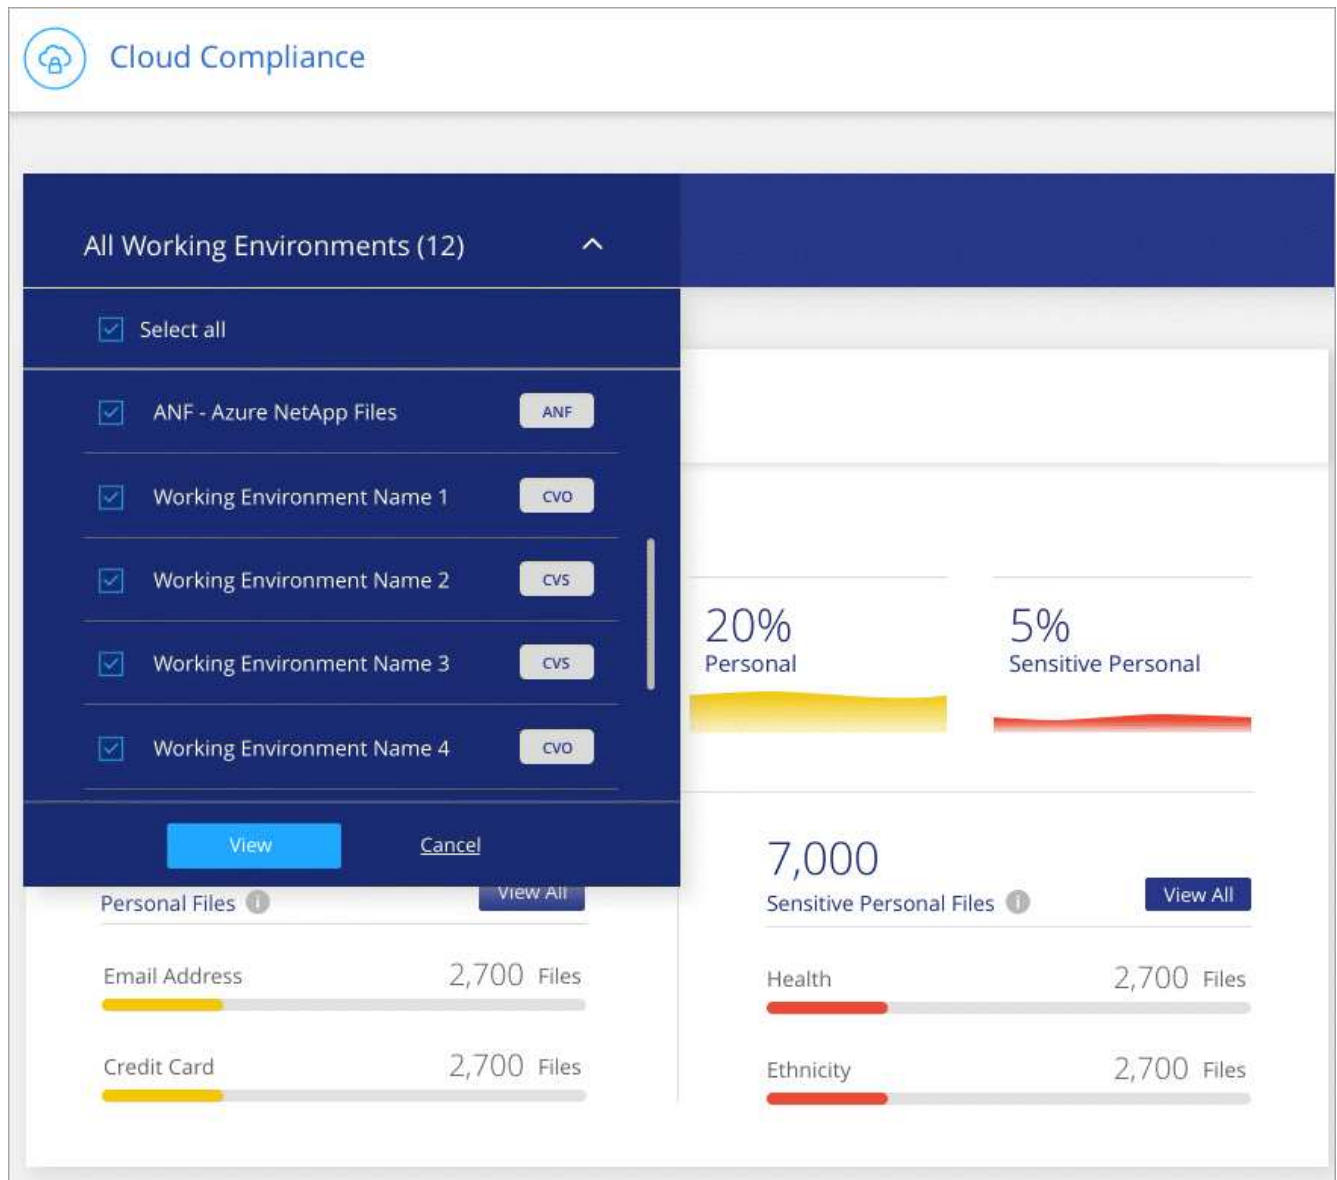 Cloud Compliance
All Working Environments (12)
Select all
ANF - Azure NetApp Files ANF
Working Environment Name 1 CVO
Working Environment Name 2 CVS
Working Environment Name 3 CVS
Working Environment Name 4 CVO
View Cancel
20%
Personal
5%
Sensitive Personal
Personal Files i View All
Email Address 2,700 Files
Credit Card 2,700 Files
7,000
Sensitive Personal Files i View All
Health 2,700 Files
Ethnicity 2,700 Files